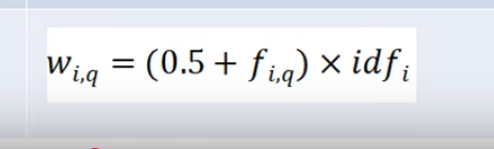 w_{i,q} = (0.5 + f_{i,q}) × idf_i